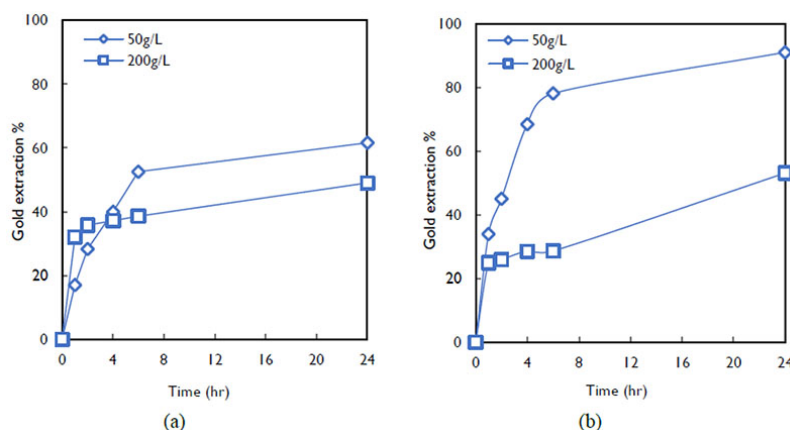 100
80
60
40
20
0
50g/L
200g/L
Gold extraction %
0 4 8 12 16 20 24
Time (hr)
(a)
100
80
60
40
20
0
50g/L
200g/L
Gold extraction %
0 4 8 12 16 20 24
Time (hr)
(b)